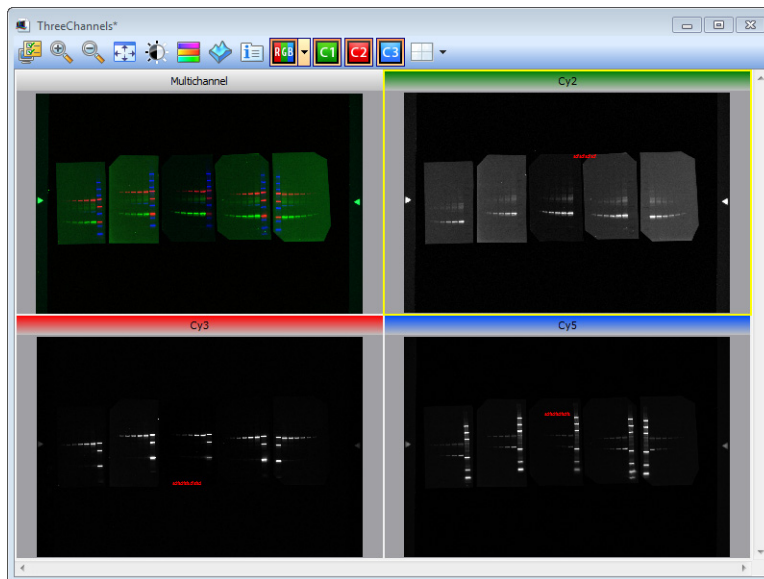 ThreeChannels*
RGB C1 C2 C3
Multichannel
Cy2
Cy3
Cy5